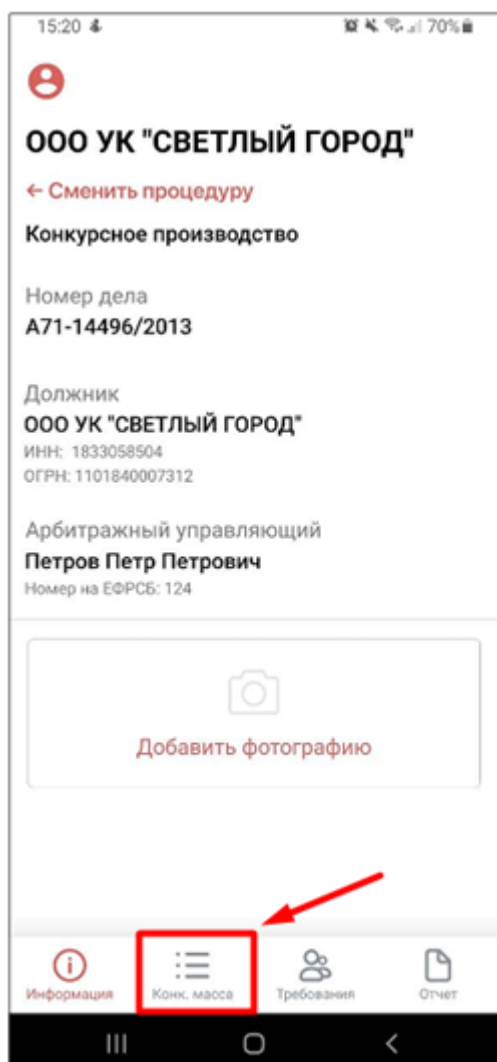 15:20
70%
ООО УК "СВЕТЛЫЙ ГОРОД"
← Сменить процедуру
Конкурсное производство
Номер дела
А71-14496/2013
Должник
ООО УК "СВЕТЛЫЙ ГОРОД"
ИНН: 1833058504
ОГРН: 1101840007312
Арбитражный управляющий
Петров Петр Петрович
Номер на ЕФРСБ: 124
Добавить фотографию
Информация
Конк. масса
Требования
Отчет